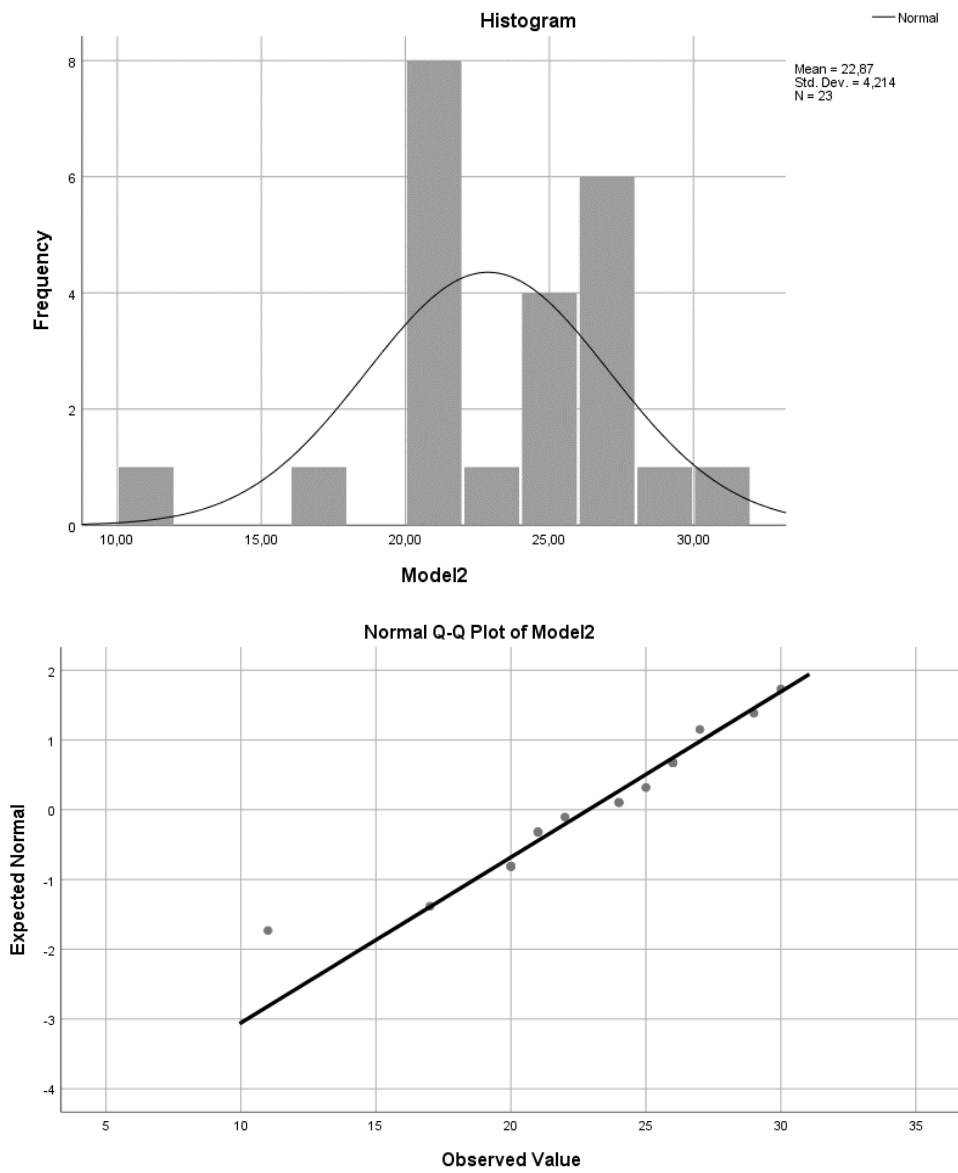 Histogram
Normal
Mean = 22,87
Std. Dev. = 4,214
N = 23
Frequency
8
6
4
2
0
10,00 15,00 20,00 25,00 30,00
Model2
Normal Q-Q Plot of Model2
Expected Normal
2
1
0
-1
-2
-3
-4
5 10 15 20 25 30 35
Observed Value